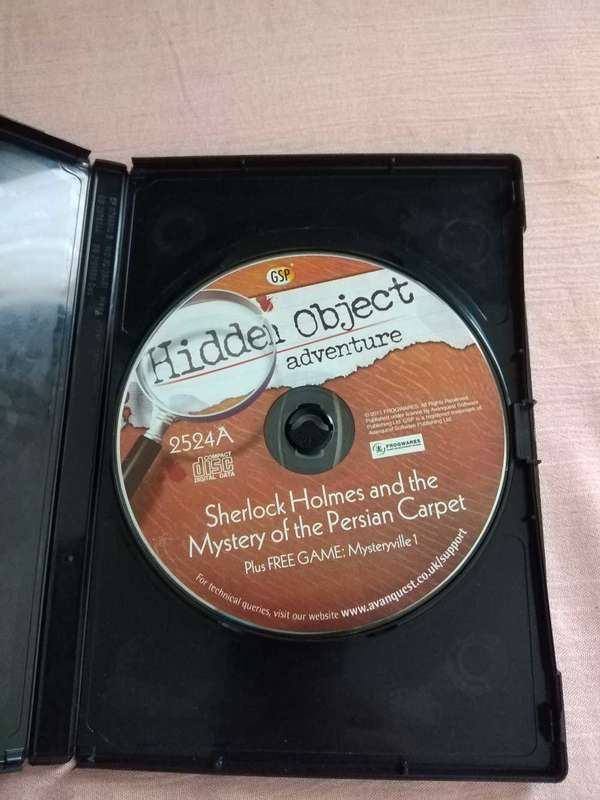 GSP
Hidden Object
adventure
© 2011 FROGWARES. All Rights Reserved.
Published under licence by Avanquest Software
Publishing Ltd. GSP is a registered trademark of
Avanquest Software Publishing Ltd.
2524A
COMPACT
disc
DIGITAL DATA
FROGWARES
Sherlock Holmes and the
Mystery of the Persian Carpet
Plus FREE GAME: Mysteryville 1
For technical queries, visit our website www.avanquest.co.uk/support